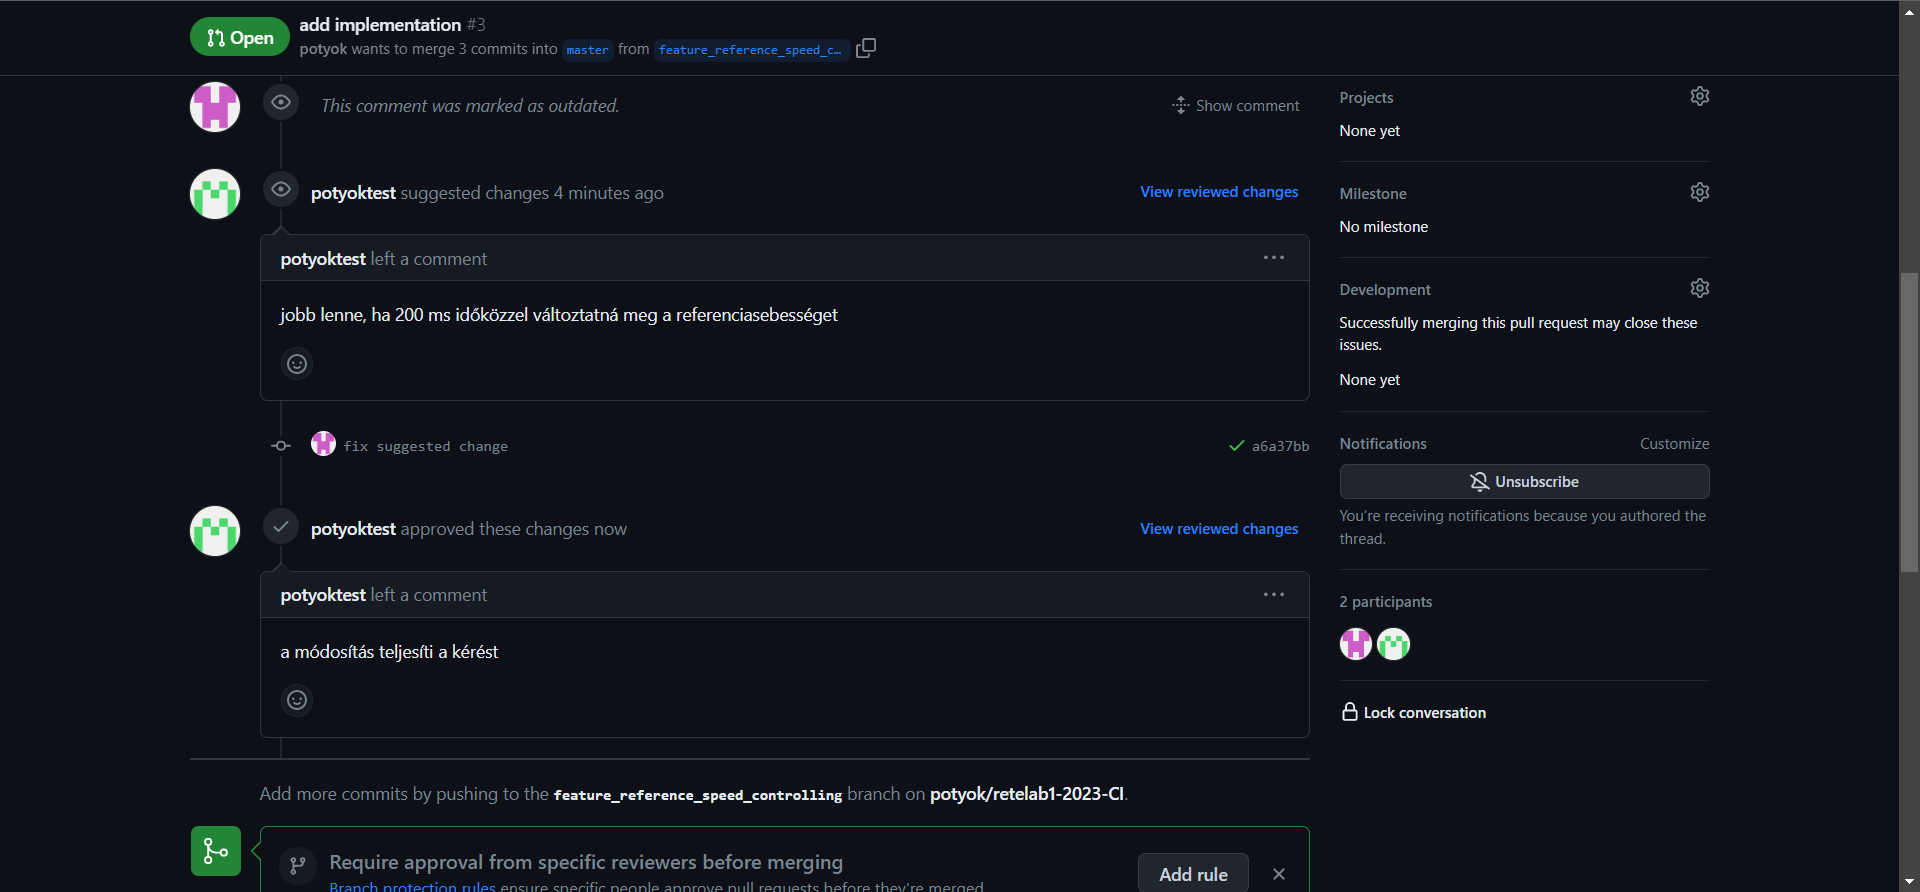 Open
add implementation #3
potyok wants to merge 3 commits into master from feature_reference_speed_c…
This comment was marked as outdated.
Show comment
potyoktest suggested changes 4 minutes ago
View reviewed changes
potyoktest left a comment
jobb lenne, ha 200 ms időközzel változtatná meg a referenciasebességet
fix suggested change
a6a37bb
potyoktest approved these changes now
View reviewed changes
potyoktest left a comment
a módosítás teljesíti a kérést
Add more commits by pushing to the feature_reference_speed_controlling branch on potyok/retelab1-2023-CI.
Require approval from specific reviewers before merging
Branch protection rules ensure specific people approve pull requests before they're merged.
Add rule
Projects
None yet
Milestone
No milestone
Development
Successfully merging this pull request may close these
issues.
None yet
Notifications
Customize
Unsubscribe
You're receiving notifications because you authored the
thread.
2 participants
Lock conversation